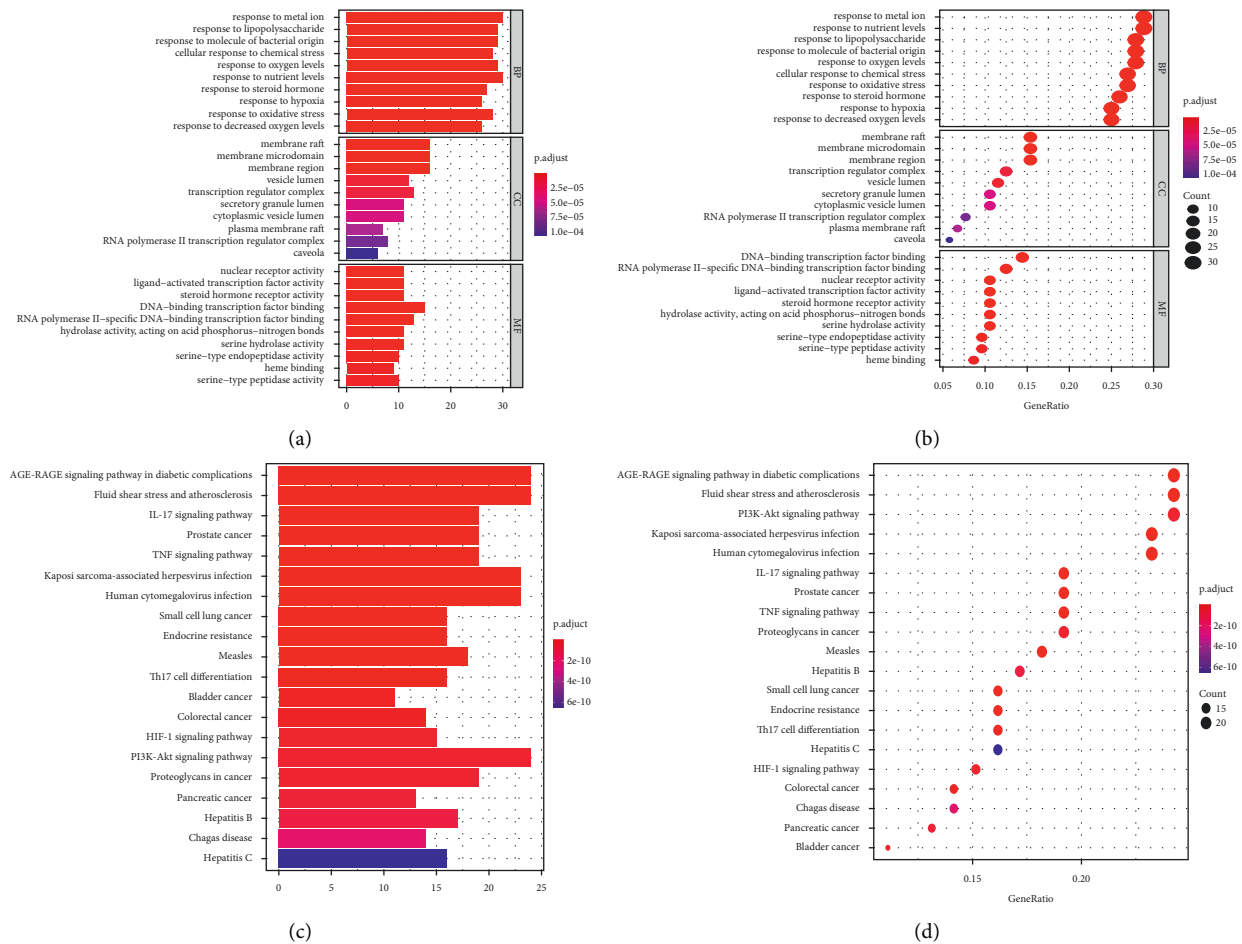 response to metal ion
response to lipopolysaccharide
response to molecule of bacterial origin
cellular response to chemical stress
response to oxygen levels
response to nutrient levels
response to steroid hormone
response to hypoxia
response to oxidative stress
response to decreased oxygen levels
BP
membrane raft
membrane microdomain
membrane region
vesicle lumen
transcription regulator complex
secretory granule lumen
cytoplasmic vesicle lumen
plasma membrane raft
RNA polymerase II transcription regulator complex
caveola
CC
nuclear receptor activity
ligand−activated transcription factor activity
steroid hormone receptor activity
DNA−binding transcription factor binding
RNA polymerase II−specific DNA−binding transcription factor binding
hydrolase activity, acting on acid phosphorus−nitrogen bonds
serine hydrolase activity
serine−type endopeptidase activity
heme binding
serine−type peptidase activity
MF
0 10 20 30
p.adjust
2.5e−05
5.0e−05
7.5e−05
1.0e−04
(a)
response to metal ion
response to nutrient levels
response to lipopolysaccharide
response to molecule of bacterial origin
response to oxygen levels
cellular response to chemical stress
response to oxidative stress
response to steroid hormone
response to hypoxia
response to decreased oxygen levels
BP
membrane raft
membrane microdomain
membrane region
transcription regulator complex
vesicle lumen
secretory granule lumen
cytoplasmic vesicle lumen
RNA polymerase II transcription regulator complex
plasma membrane raft
caveola
CC
DNA−binding transcription factor binding
RNA polymerase II−specific DNA−binding transcription factor binding
nuclear receptor activity
ligand−activated transcription factor activity
steroid hormone receptor activity
hydrolase activity, acting on acid phosphorus−nitrogen bonds
serine hydrolase activity
serine−type endopeptidase activity
serine−type peptidase activity
heme binding
MF
0.05 0.10 0.15 0.20 0.25 0.30
GeneRatio
p.adjust
2.5e−05
5.0e−05
7.5e−05
1.0e−04
Count
10
15
20
25
30
(b)
AGE-RAGE signaling pathway in diabetic complications
Fluid shear stress and atherosclerosis
IL-17 signaling pathway
Prostate cancer
TNF signaling pathway
Kaposi sarcoma-associated herpesvirus infection
Human cytomegalovirus infection
Small cell lung cancer
Endocrine resistance
Measles
Th17 cell differentiation
Bladder cancer
Colorectal cancer
HIF-1 signaling pathway
PI3K-Akt signaling pathway
Proteoglycans in cancer
Pancreatic cancer
Hepatitis B
Chagas disease
Hepatitis C
0 5 10 15 20 25
p.adjuct
2e-10
4e-10
6e-10
(c)
AGE-RAGE signaling pathway in diabetic complications
Fluid shear stress and atherosclerosis
PI3K-Akt signaling pathway
Kaposi sarcoma-associated herpesvirus infection
Human cytomegalovirus infection
IL-17 signaling pathway
Prostate cancer
TNF signaling pathway
Proteoglycans in cancer
Measles
Hepatitis B
Small cell lung cancer
Endocrine resistance
Th17 cell differentiation
Hepatitis C
HIF-1 signaling pathway
Colorectal cancer
Chagas disease
Pancreatic cancer
Bladder cancer
0.15 0.20
GeneRatio
p.adjuct
2e-10
4e-10
6e-10
Count
15
20
(d)